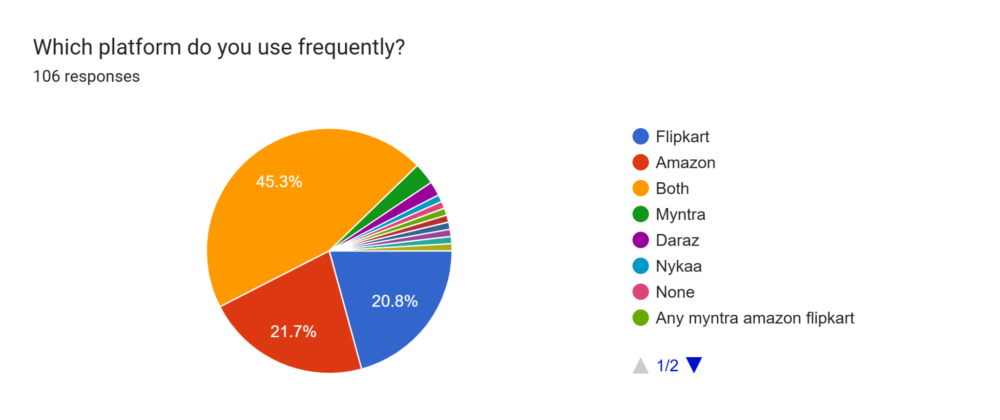 Which platform do you use frequently?
106 responses
45.3%
21.7%
20.8%
Flipkart
Amazon
Both
Myntra
Daraz
Nykaa
None
Any myntra amazon flipkart
1/2